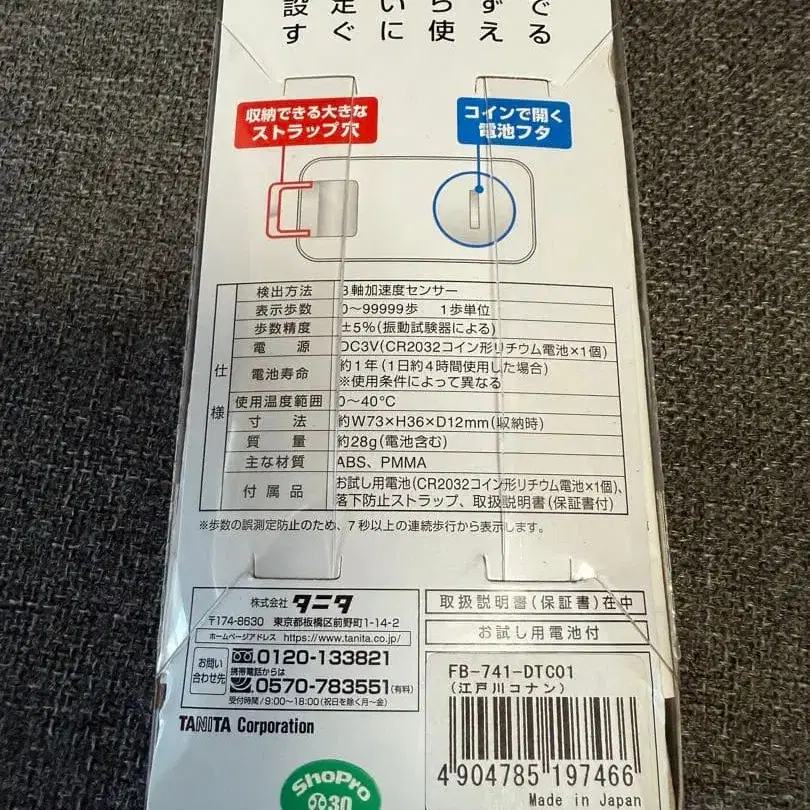 設定いらでる
すぐに使え
ず
収納できる大きな
ストラップ穴
コインで開く
電池フタ
仕様
検出方法 3軸加速度センサー
表示歩数 0～99999歩 1歩単位
歩数精度 ±5%(振動試験器による)
電源 DC3V(CR2032コイン形リチウム電池×1個)
電池寿命 約1年(1日約4時間使用した場合)
※使用条件によって異なる
使用温度範囲 0～40℃
寸法 約W73×H36×D12mm(収納時)
質量 約28g(電池含む)
主な材質 ABS、PMMA
付属品 お試し用電池(CR2032コイン形リチウム電池×1個)、
落下防止ストラップ、取扱説明書(保証書付)
※歩数の誤測定防止のため、7秒以上の連続歩行から表示します。
株式会社 タニタ
〒174-8630 東京都板橋区前野町1-14-2
ホームページアドレス https://www.tanita.co.jp/
お問い合わせ先
0120-133821
携帯電話からは
0570-783551(有料)
受付時間/9:00～18:00(祝日を除く月～金)
TANITA Corporation
取扱説明書(保証書)在中
お試し用電池付
FB-741-DTC01
(江戸川コナン)
4904785197466
Made in Japan
ShoPro
30